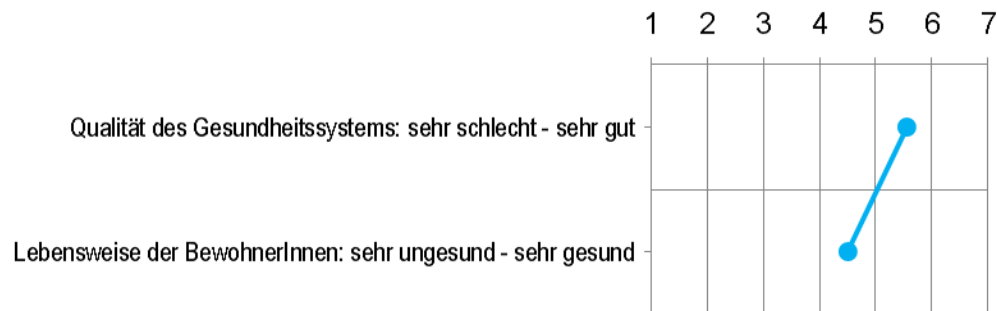 1 2 3 4 5 6 7
Qualität des Gesundheitssystems: sehr schlecht - sehr gut
Lebensweise der BewohnerInnen: sehr ungesund - sehr gesund